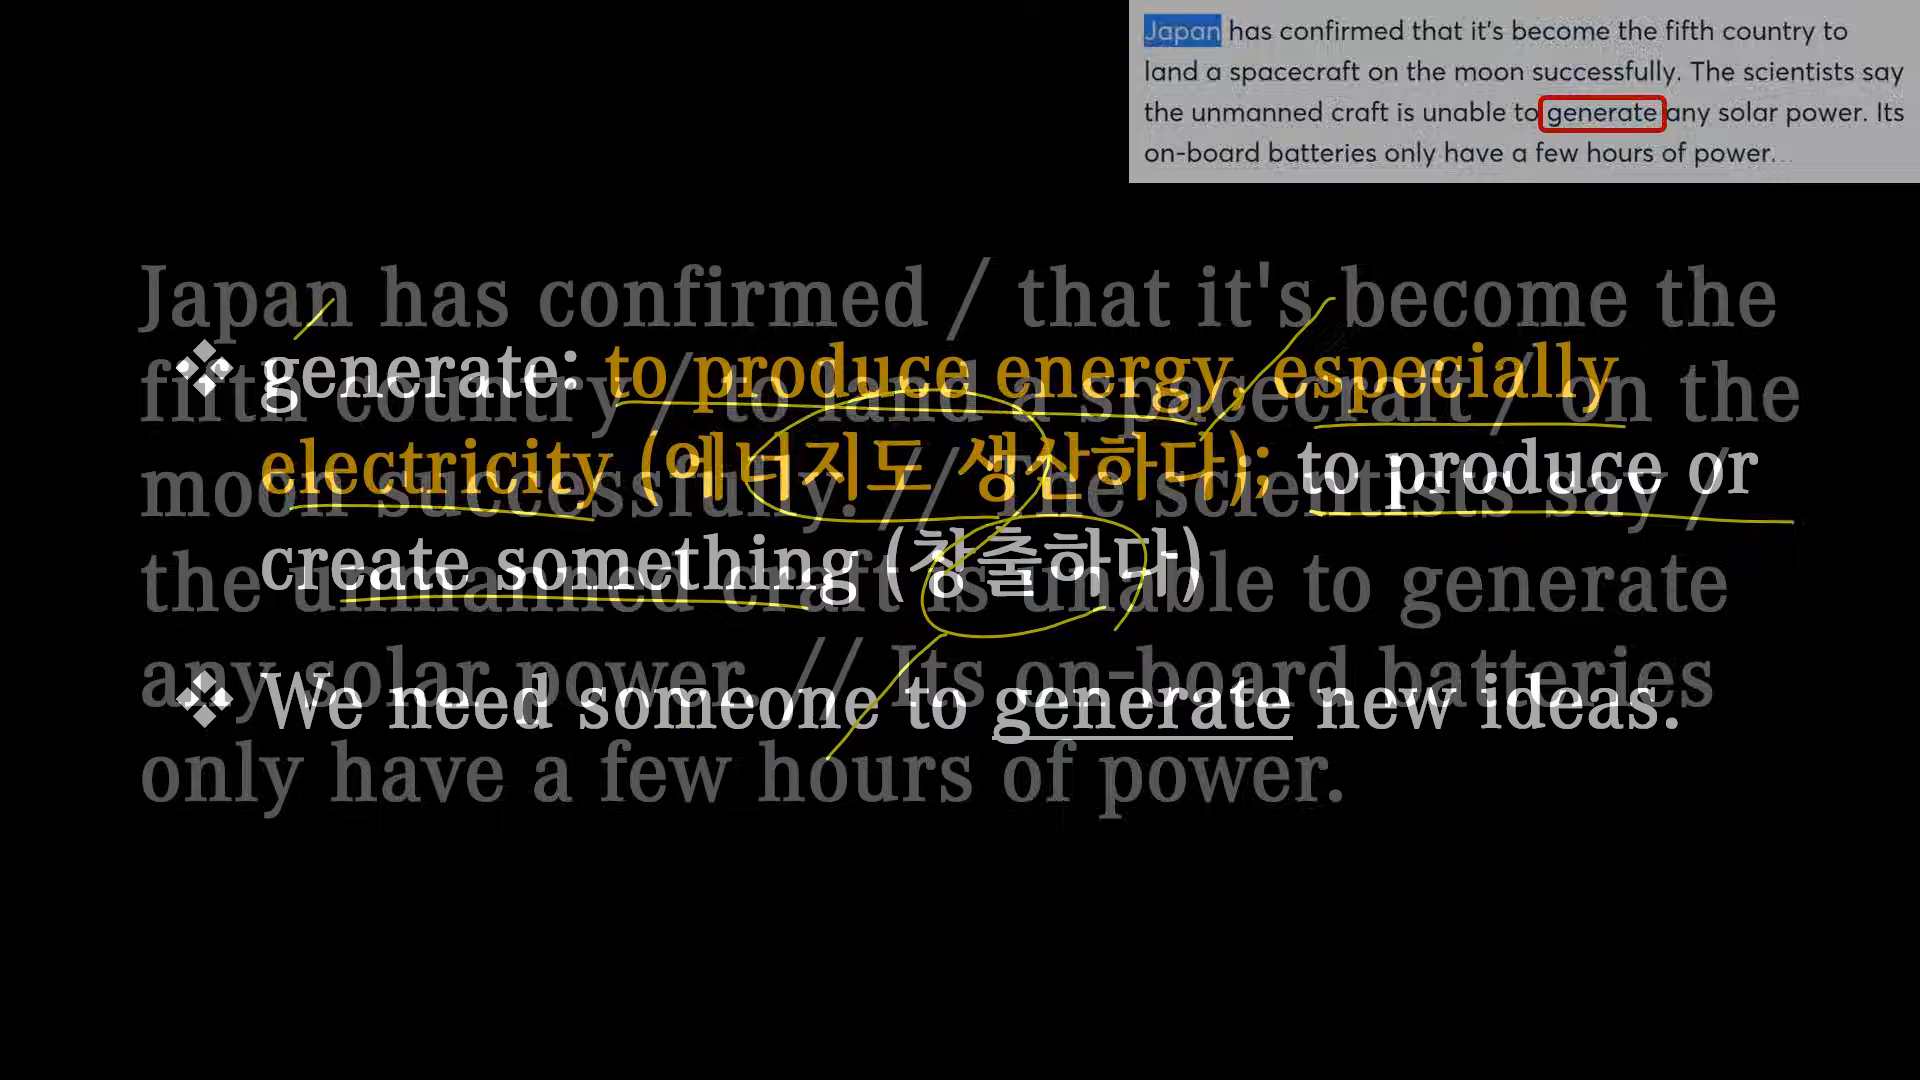 Japan has confirmed that it's become the fifth country to
land a spacecraft on the moon successfully. The scientists say
the unmanned craft is unable to generate any solar power. Its
on-board batteries only have a few hours of power...
Japan has confirmed / that it's become the
fifth country / to land a spacecraft / on the
moon successfully. // The scientists say /
the unmanned craft is unable to generate
any solar power. // Its on-board batteries
only have a few hours of power.
❖ generate: to produce energy, especially
electricity (에너지도 생산하다); to produce or
create something (창출하다)
❖ We need someone to generate new ideas.